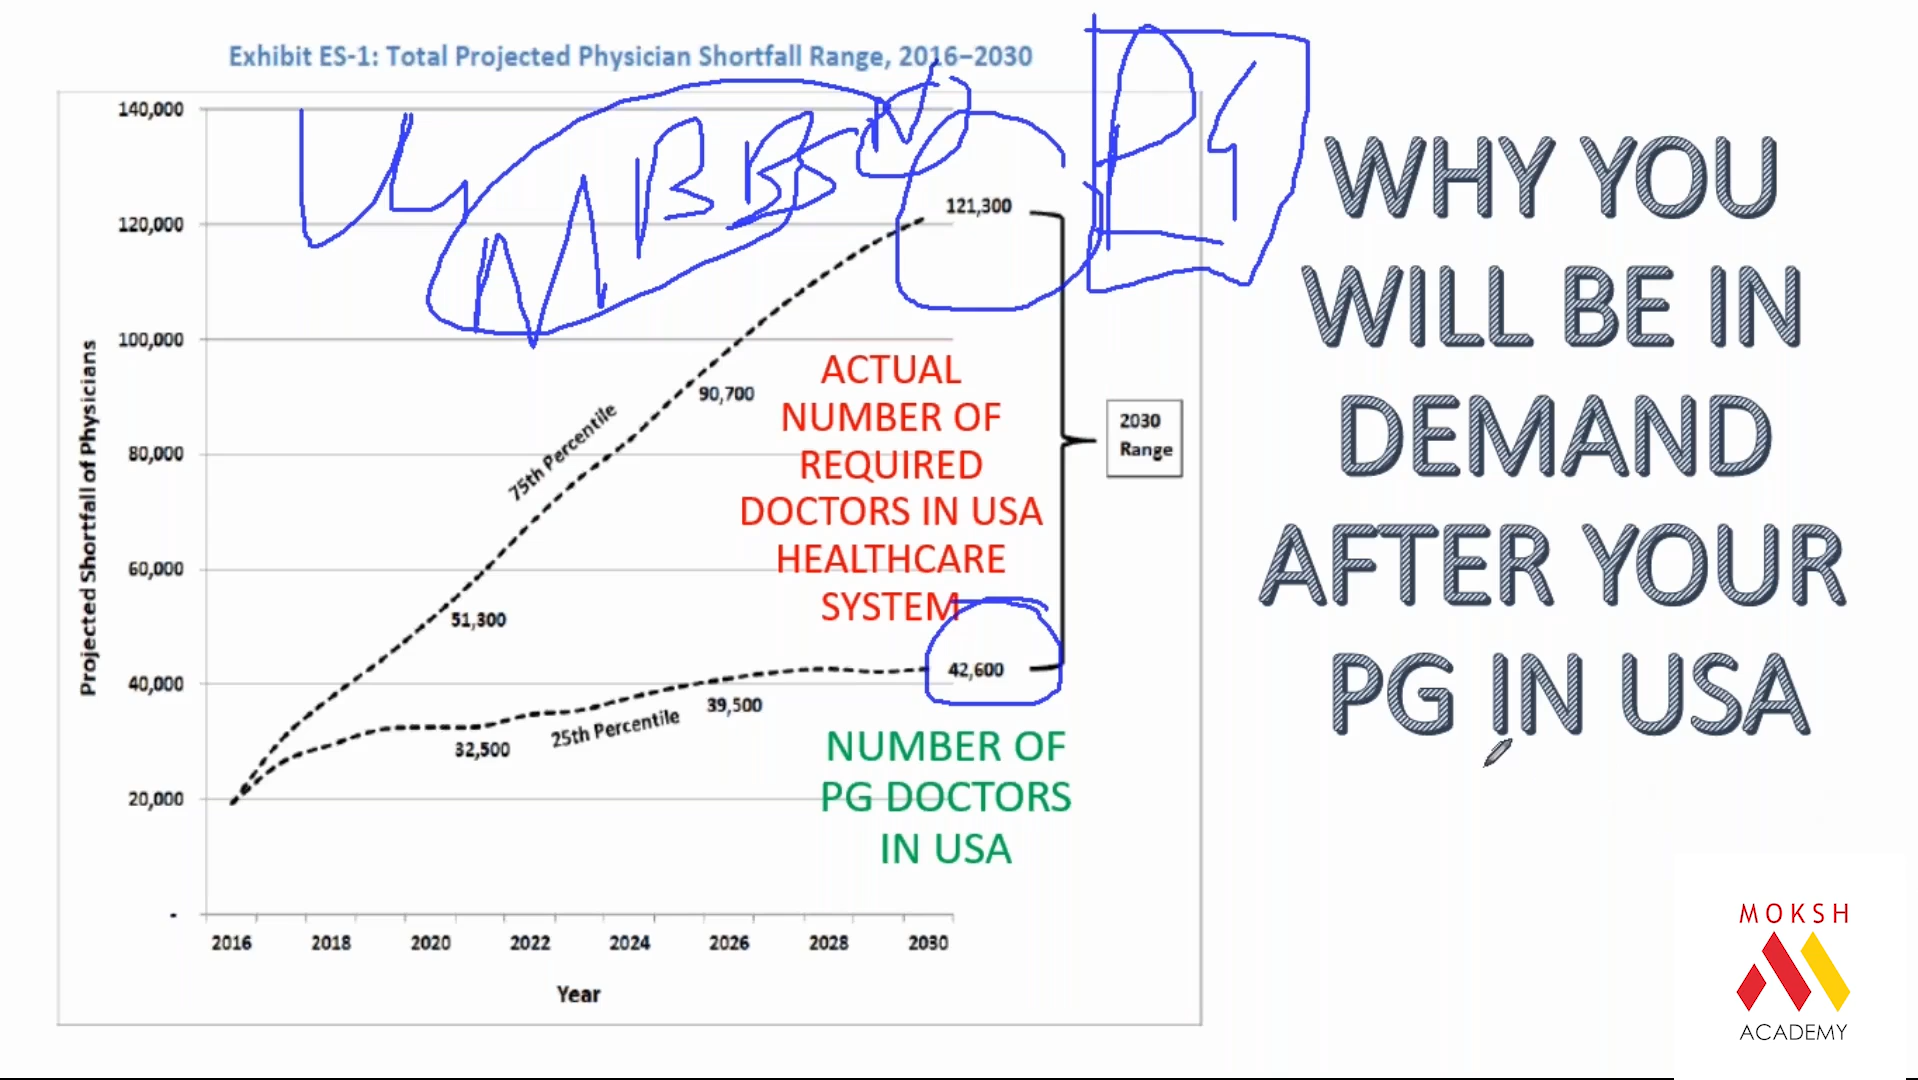 Exhibit ES-1: Total Projected Physician Shortfall Range, 2016–2030
140,000
120,000
100,000
80,000
60,000
40,000
20,000
-
Projected Shortfall of Physicians
MBBS
PG
121,300
90,700
75th Percentile
51,300
ACTUAL
NUMBER OF
REQUIRED
DOCTORS IN USA
HEALTHCARE
SYSTEM
2030
Range
42,600
39,500
25th Percentile
32,500
NUMBER OF
PG DOCTORS
IN USA
2016 2018 2020 2022 2024 2026 2028 2030
Year
WHY YOU
WILL BE IN
DEMAND
AFTER YOUR
PG IN USA
MOKSH
ACADEMY